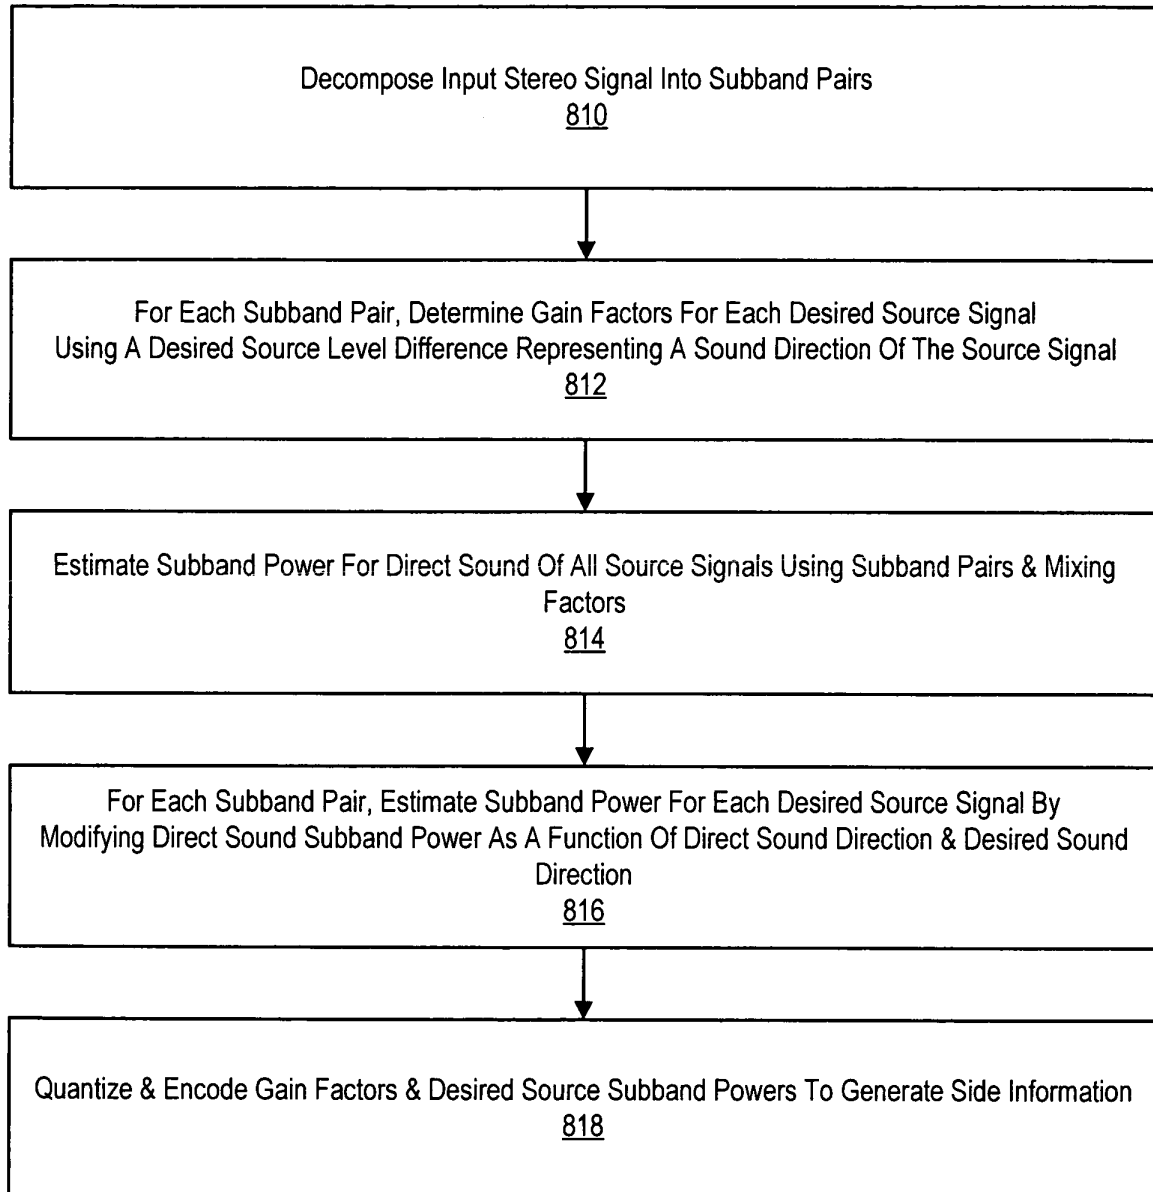 Decompose Input Stereo Signal Into Subband Pairs
810
For Each Subband Pair, Determine Gain Factors For Each Desired Source Signal
Using A Desired Source Level Difference Representing A Sound Direction Of The Source Signal
812
Estimate Subband Power For Direct Sound Of All Source Signals Using Subband Pairs & Mixing
Factors
814
For Each Subband Pair, Estimate Subband Power For Each Desired Source Signal By
Modifying Direct Sound Subband Power As A Function Of Direct Sound Direction & Desired Sound
Direction
816
Quantize & Encode Gain Factors & Desired Source Subband Powers To Generate Side Information
818